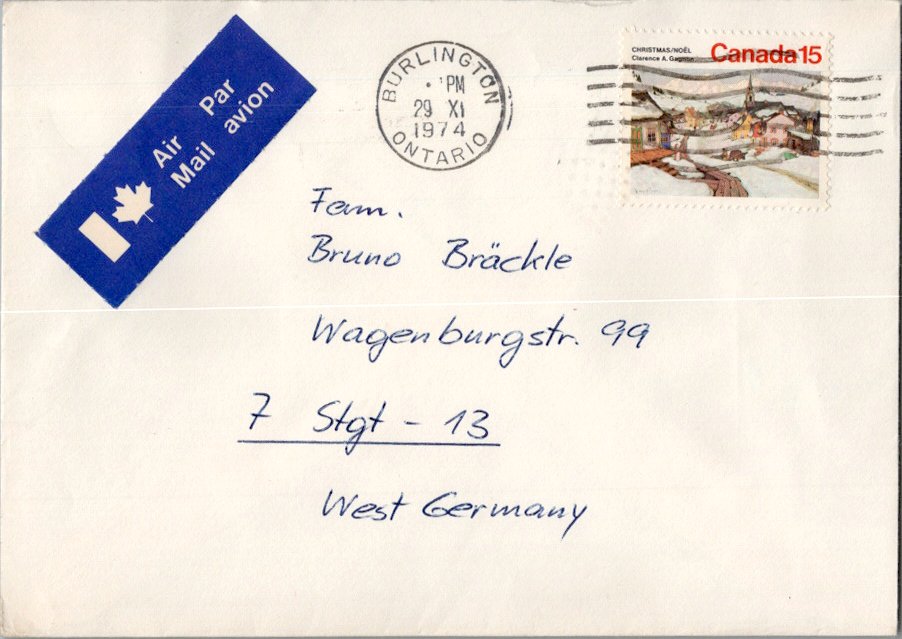 Air Par
Mail avion
BURLINGTON
PM
29 XI
1974
ONTARIO
CHRISTMAS/NOËL
Clarence A. Gagnon
Canada 15
Fam.
Bruno Bräckle
Wagenburgstr. 99
7 Stgt - 13
West Germany